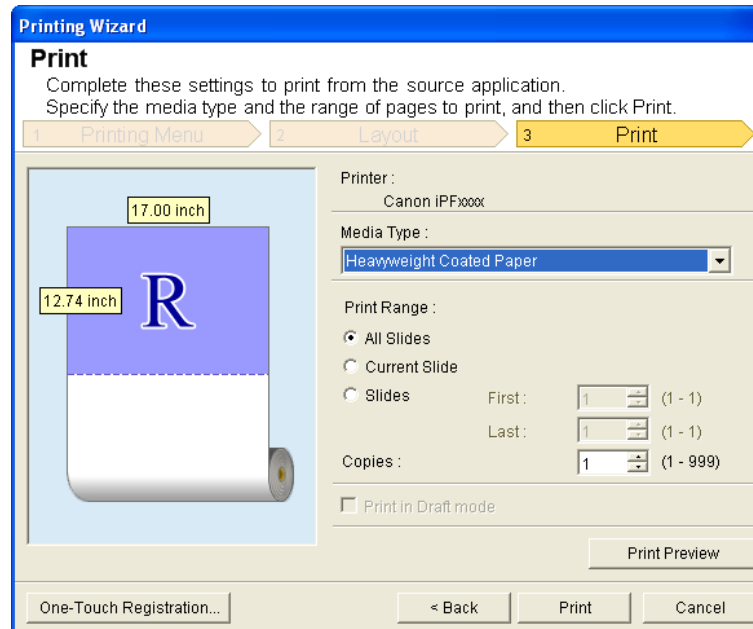 Printing Wizard
Print
Complete these settings to print from the source application.
Specify the media type and the range of pages to print, and then click Print.
1 Printing Menu 2 Layout 3 Print
Printer :
Canon iPFxxxx
17.00 inch
Media Type :
Heavyweight Coated Paper
12.74 inch
R
Print Range :
All Slides
Current Slide
Slides First : 1 (1 - 1)
Last : 1 (1 - 1)
Copies : 1 (1 - 999)
Print in Draft mode
Print Preview
One-Touch Registration... < Back Print Cancel